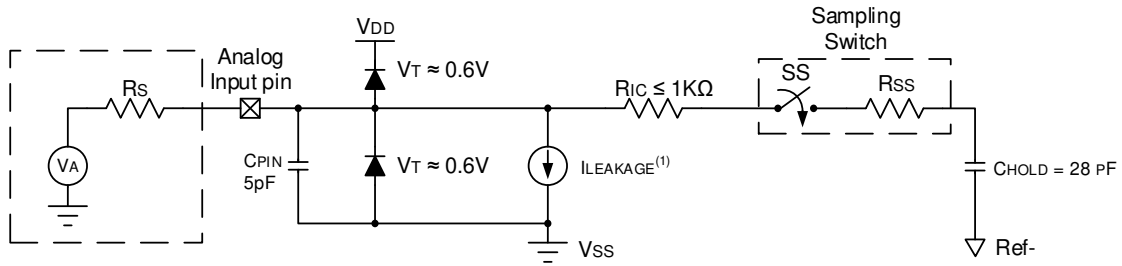 Sampling
Switch
VDD
Analog
Input pin
VT ≈ 0.6V
RS
RIC ≤ 1KΩ
SS
RSS
VA
CPIN
5pF
VT ≈ 0.6V
ILEAKAGE(1)
CHOLD = 28 PF
VSS
Ref-